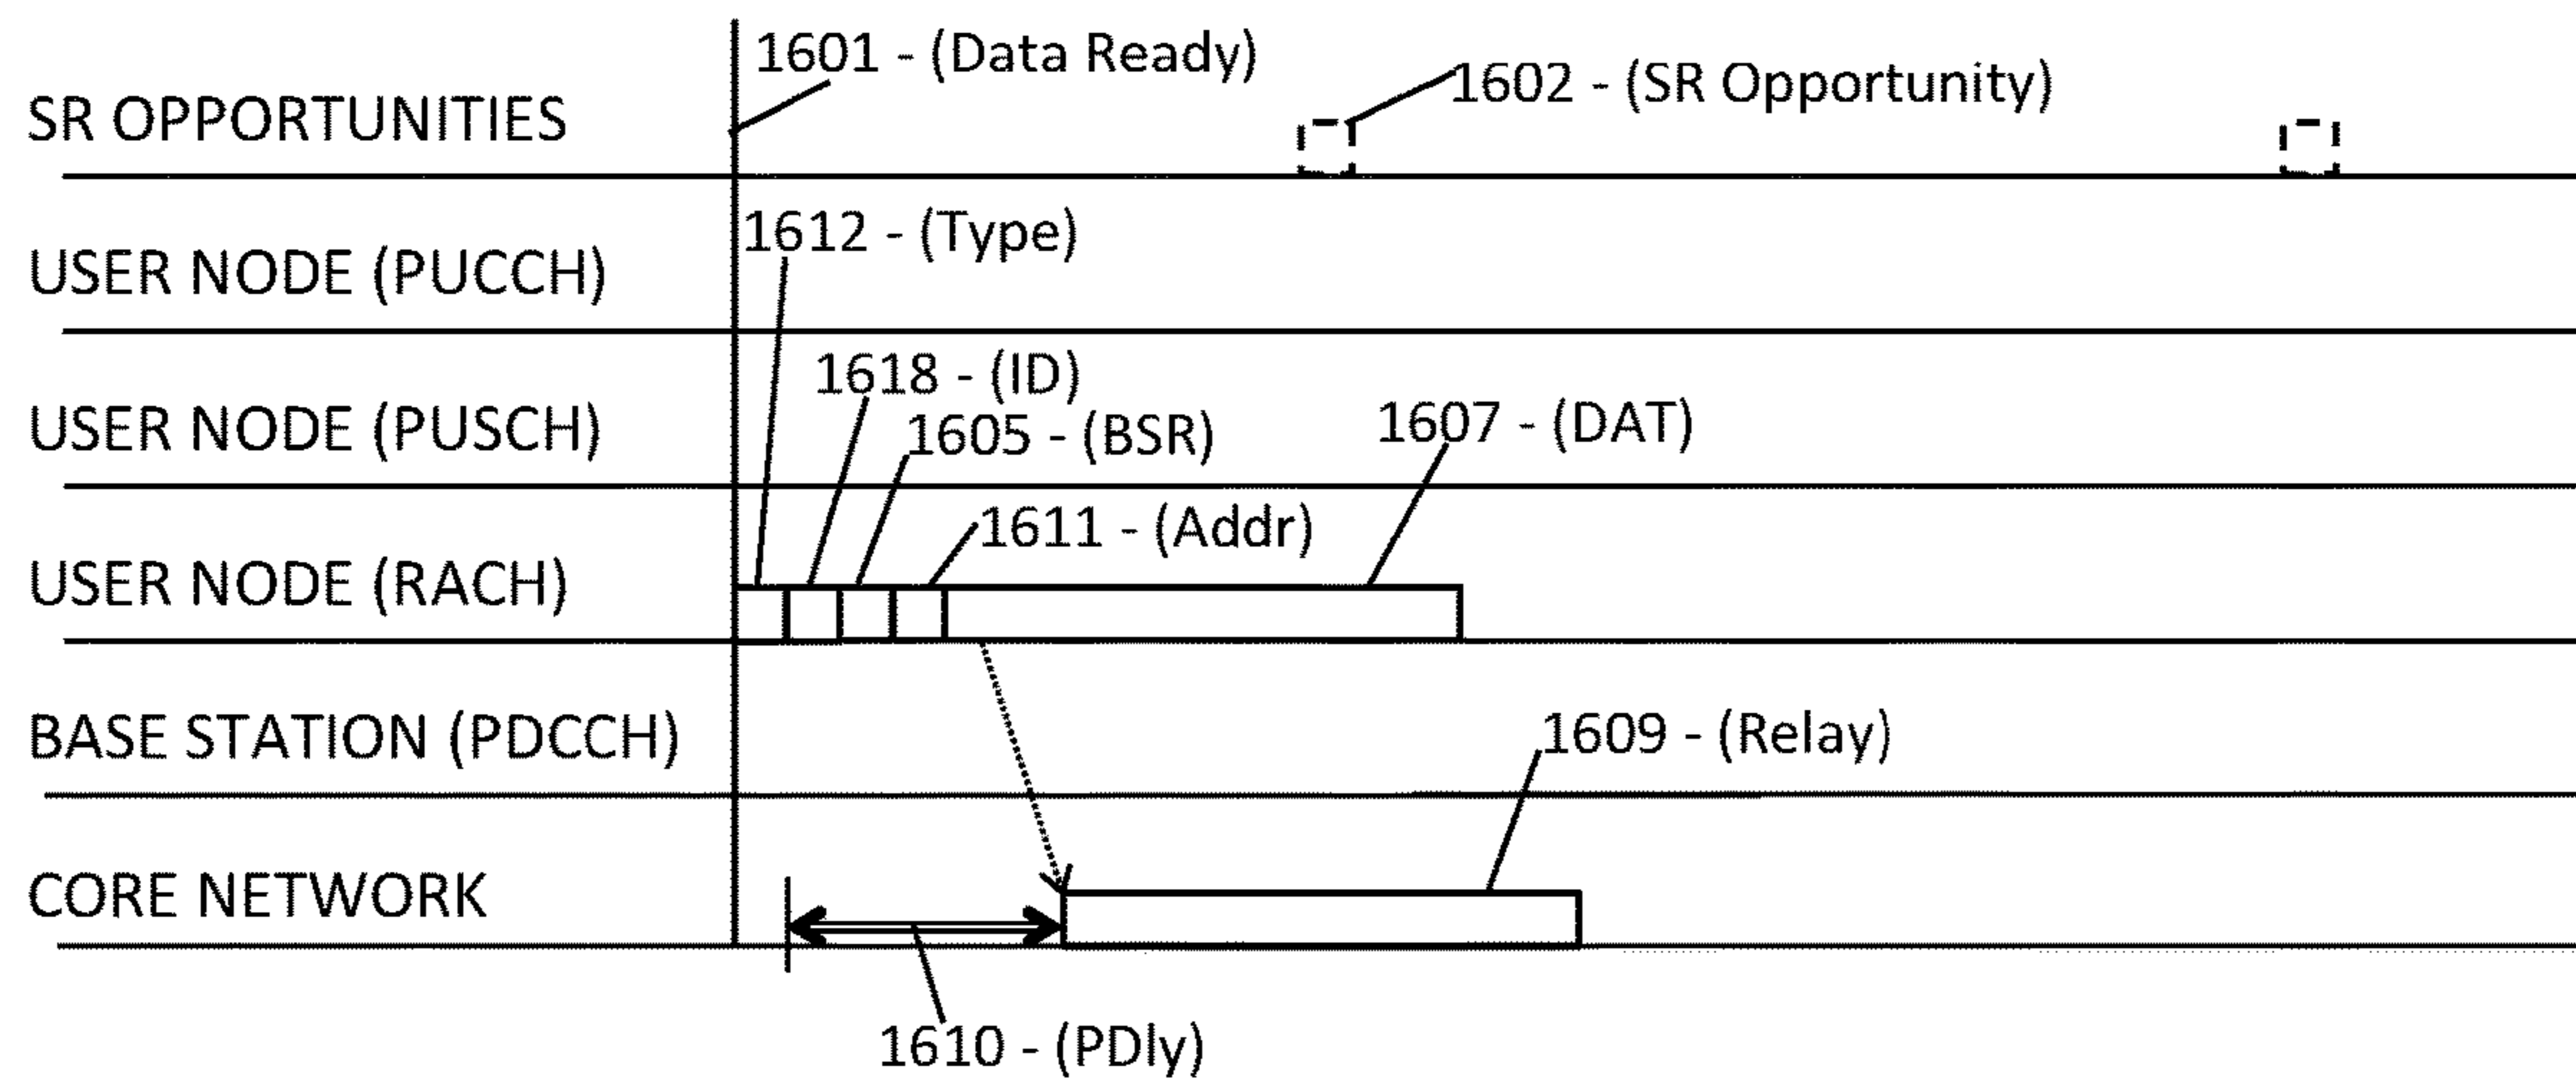 1601 - (Data Ready)
1602 - (SR Opportunity)
SR OPPORTUNITIES
1612 - (Type)
USER NODE (PUCCH)
1618 - (ID)
1605 - (BSR)
1607 - (DAT)
USER NODE (PUSCH)
1611 - (Addr)
USER NODE (RACH)
1609 - (Relay)
BASE STATION (PDCCH)
CORE NETWORK
1610 - (PDly)